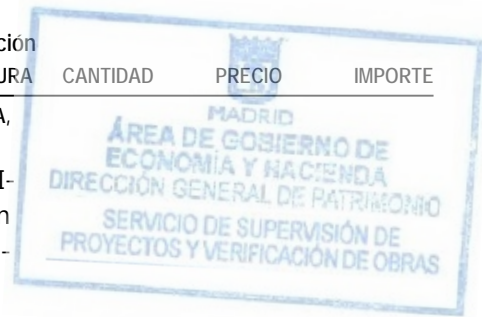 ción
URA CANTIDAD PRECIO IMPORTE
A,
I-
n
-
MADRID
ÁREA DE GOBIERNO DE
ECONOMÍA Y HACIENDA
DIRECCIÓN GENERAL DE PATRIMONIO
SERVICIO DE SUPERVISIÓN DE
PROYECTOS Y VERIFICACIÓN DE OBRAS